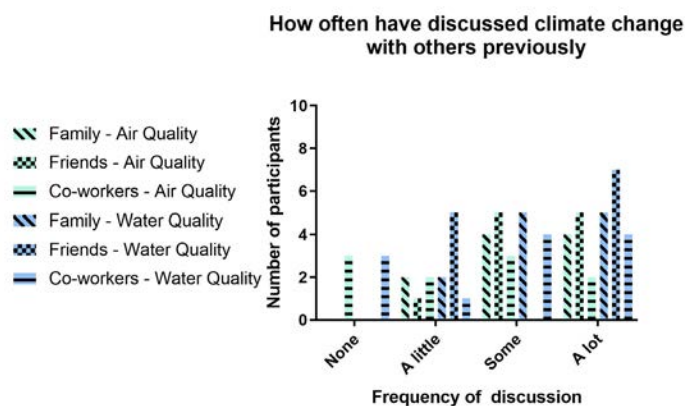 How often have discussed climate change
with others previously
Family - Air Quality
Friends - Air Quality
Co-workers - Air Quality
Family - Water Quality
Friends - Water Quality
Co-workers - Water Quality
Number of participants
10
8
6
4
2
0
None
A little
Some
A lot
Frequency of discussion